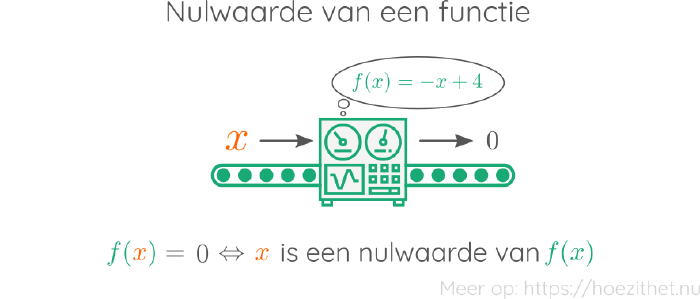 Nulwaarde van een functie
f(x) = −x + 4
x
0
f(x) = 0 ⇔ x is een nulwaarde van f(x)
Meer op: https://hoezithet.nu